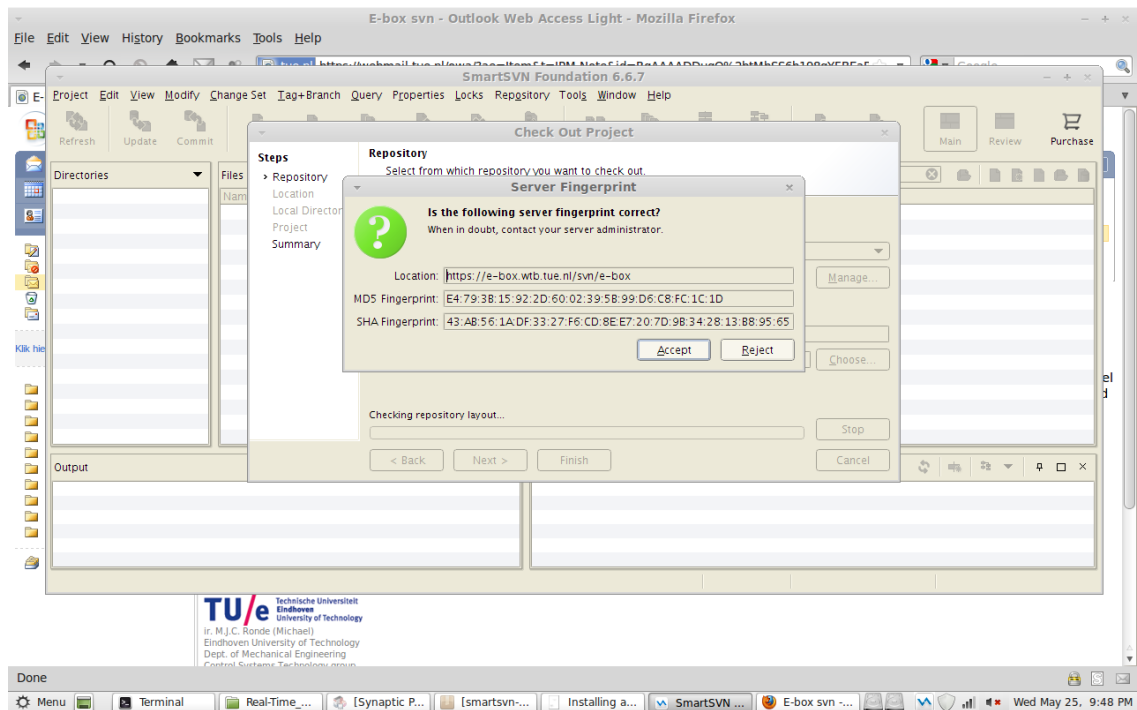 E-box svn - Outlook Web Access Light - Mozilla Firefox
File Edit View History Bookmarks Tools Help
SmartSVN Foundation 6.6.7
E-
Project Edit View Modify Change Set Tag+Branch Query Properties Locks Repository Tools Window Help
Refresh Update Commit
Main Review Purchase
Check Out Project
Steps
› Repository
Location
Local Director
Project
Summary
Repository
Select from which repository you want to check out.
Directories
Files
Nam
Server Fingerprint
Is the following server fingerprint correct?
When in doubt, contact your server administrator.
Location: https://e-box.wtb.tue.nl/svn/e-box
MD5 Fingerprint: E4:79:3B:15:92:2D:60:02:39:5B:99:D6:C8:FC:1C:1D
SHA Fingerprint: 43:AB:56:1A:DF:33:27:F6:CD:8E:E7:20:7D:9B:34:28:13:B8:95:65
Accept Reject
Manage...
Choose...
Klik hie
Checking repository layout...
Stop
< Back Next > Finish Cancel
Output
TU/e Technische Universiteit
Eindhoven
University of Technology
ir. M.J.C. Ronde (Michael)
Eindhoven University of Technology
Dept. of Mechanical Engineering
Control Systems Technology group
Done
Menu Terminal Real-Time_... [Synaptic P... [smartsvn-... Installing a... SmartSVN ... E-box svn -... Wed May 25, 9:48 PM